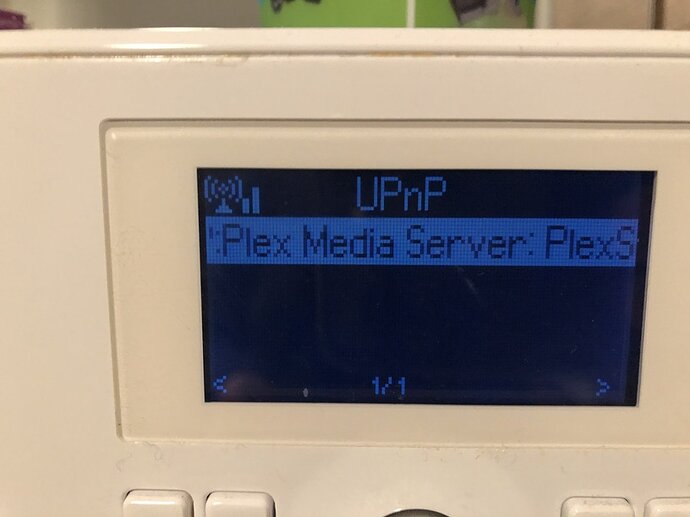 UPnP
:Plex Media Server: PlexS
< 1/1 >